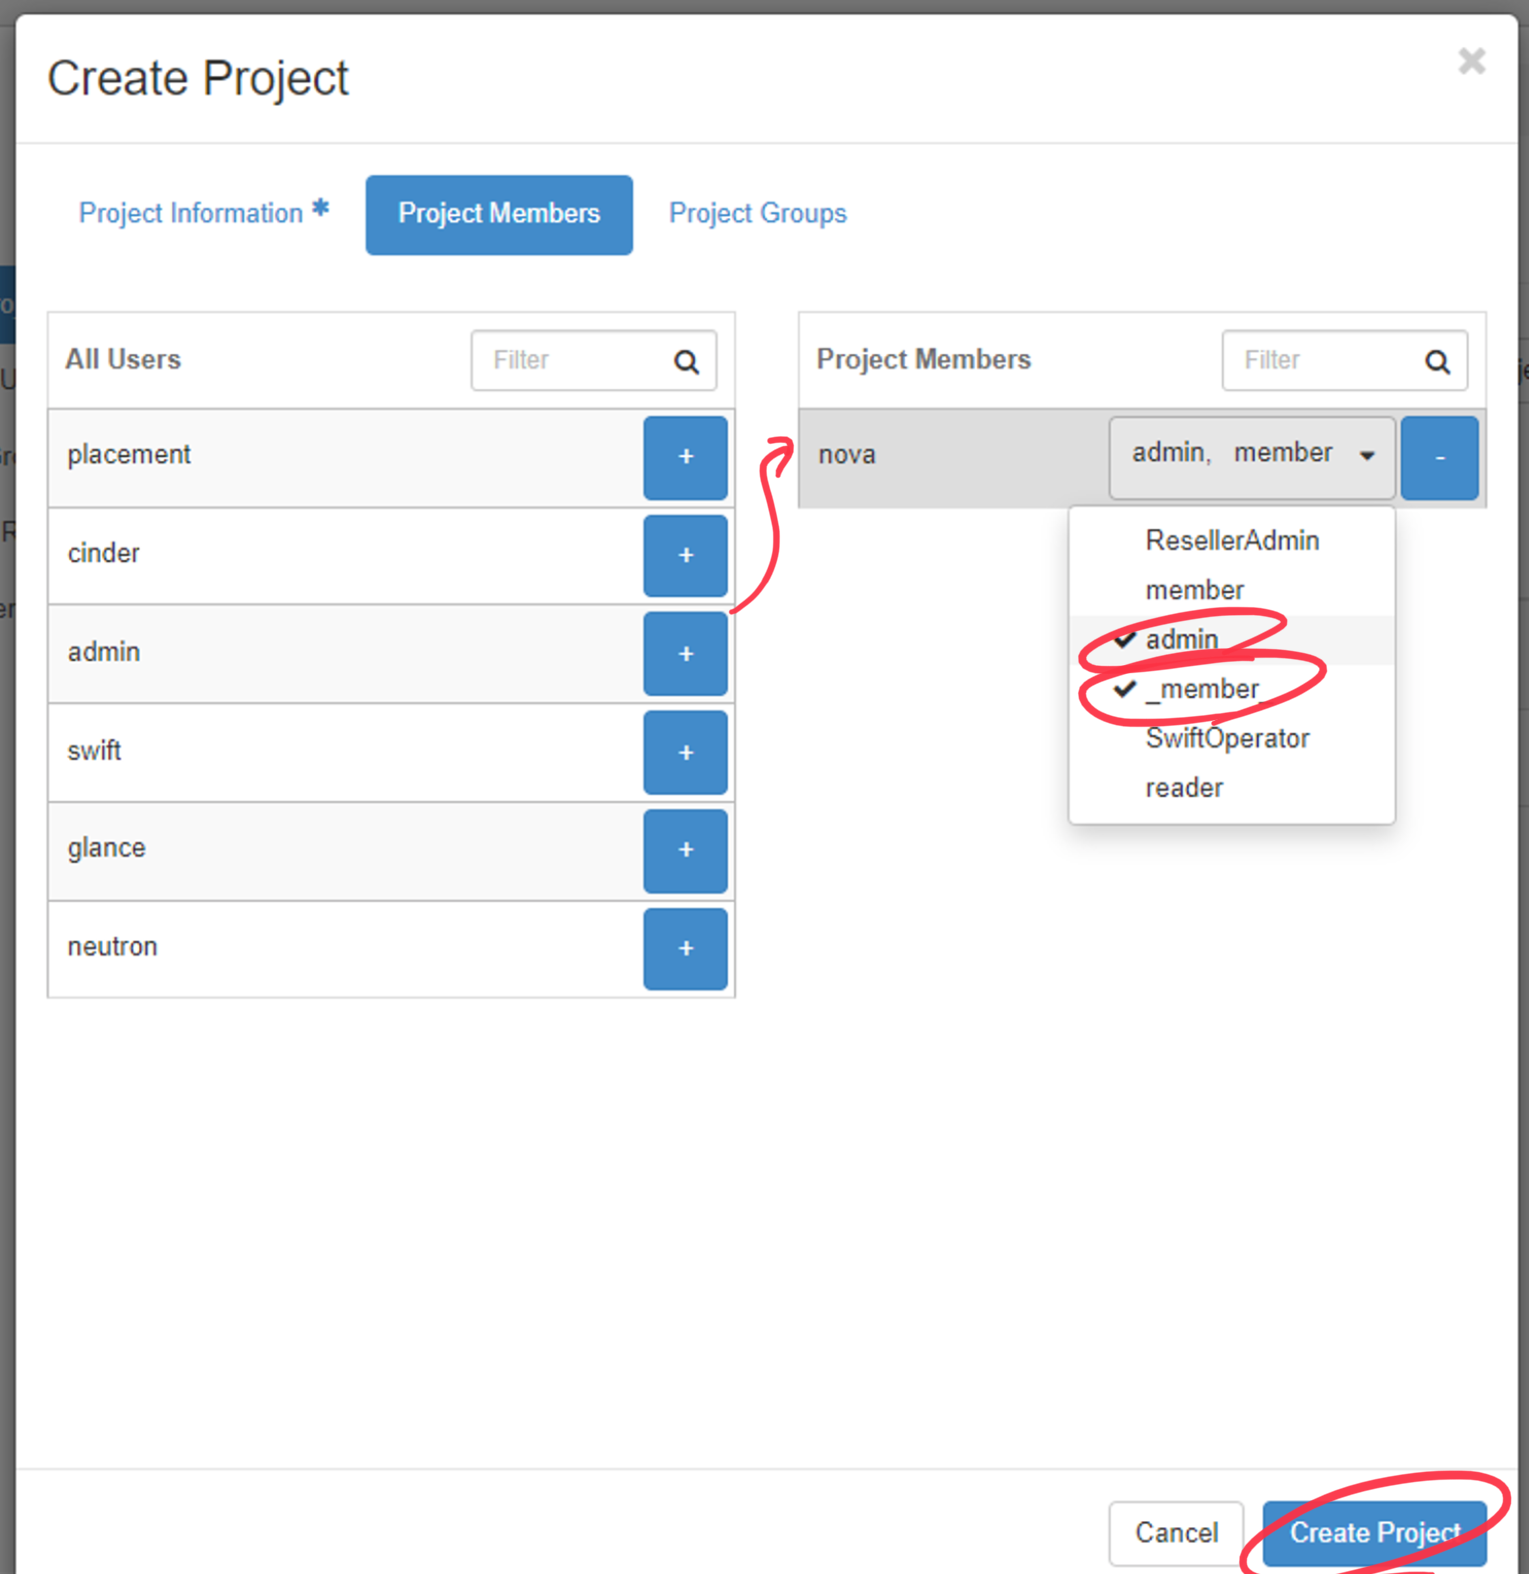 Create Project
Project Information *
Project Members
Project Groups
All Users
Filter
placement +
cinder +
admin +
swift +
glance +
neutron +
Project Members
Filter
nova admin, member -
ResellerAdmin
member
admin
_member_
SwiftOperator
reader
Cancel
Create Project